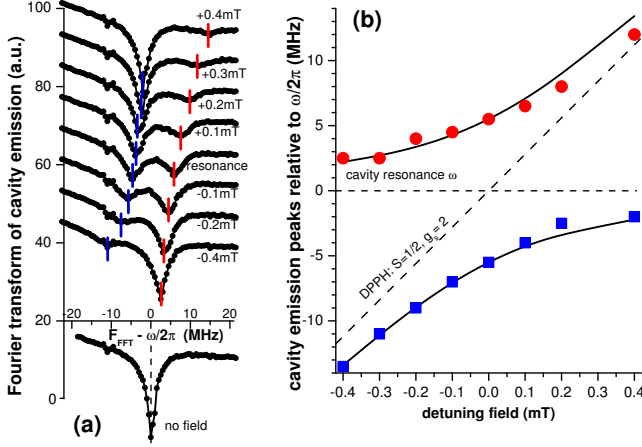 (b)
Fourier transform of cavity emission (a.u.)
100
80
60
40
20
0
+0.4mT
+0.3mT
+0.2mT
+0.1mT
resonance
-0.1mT
-0.2mT
-0.4mT
-20
-10
0
10
20
F_FFT - ω/2π (MHz)
no field
(a)
cavity emission peaks relative to ω/2π (MHz)
10
5
0
-5
-10
cavity resonance ω
DPPH: S=1/2, g_s = 2
-0.4
-0.3
-0.2
-0.1
0.0
0.1
0.2
0.3
0.4
detuning field (mT)